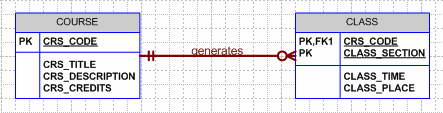 COURSE
PK CRS_CODE
CRS_TITLE
CRS_DESCRIPTION
CRS_CREDITS
generates
CLASS
PK,FK1 CRS_CODE
PK CLASS_SECTION
CLASS_TIME
CLASS_PLACE